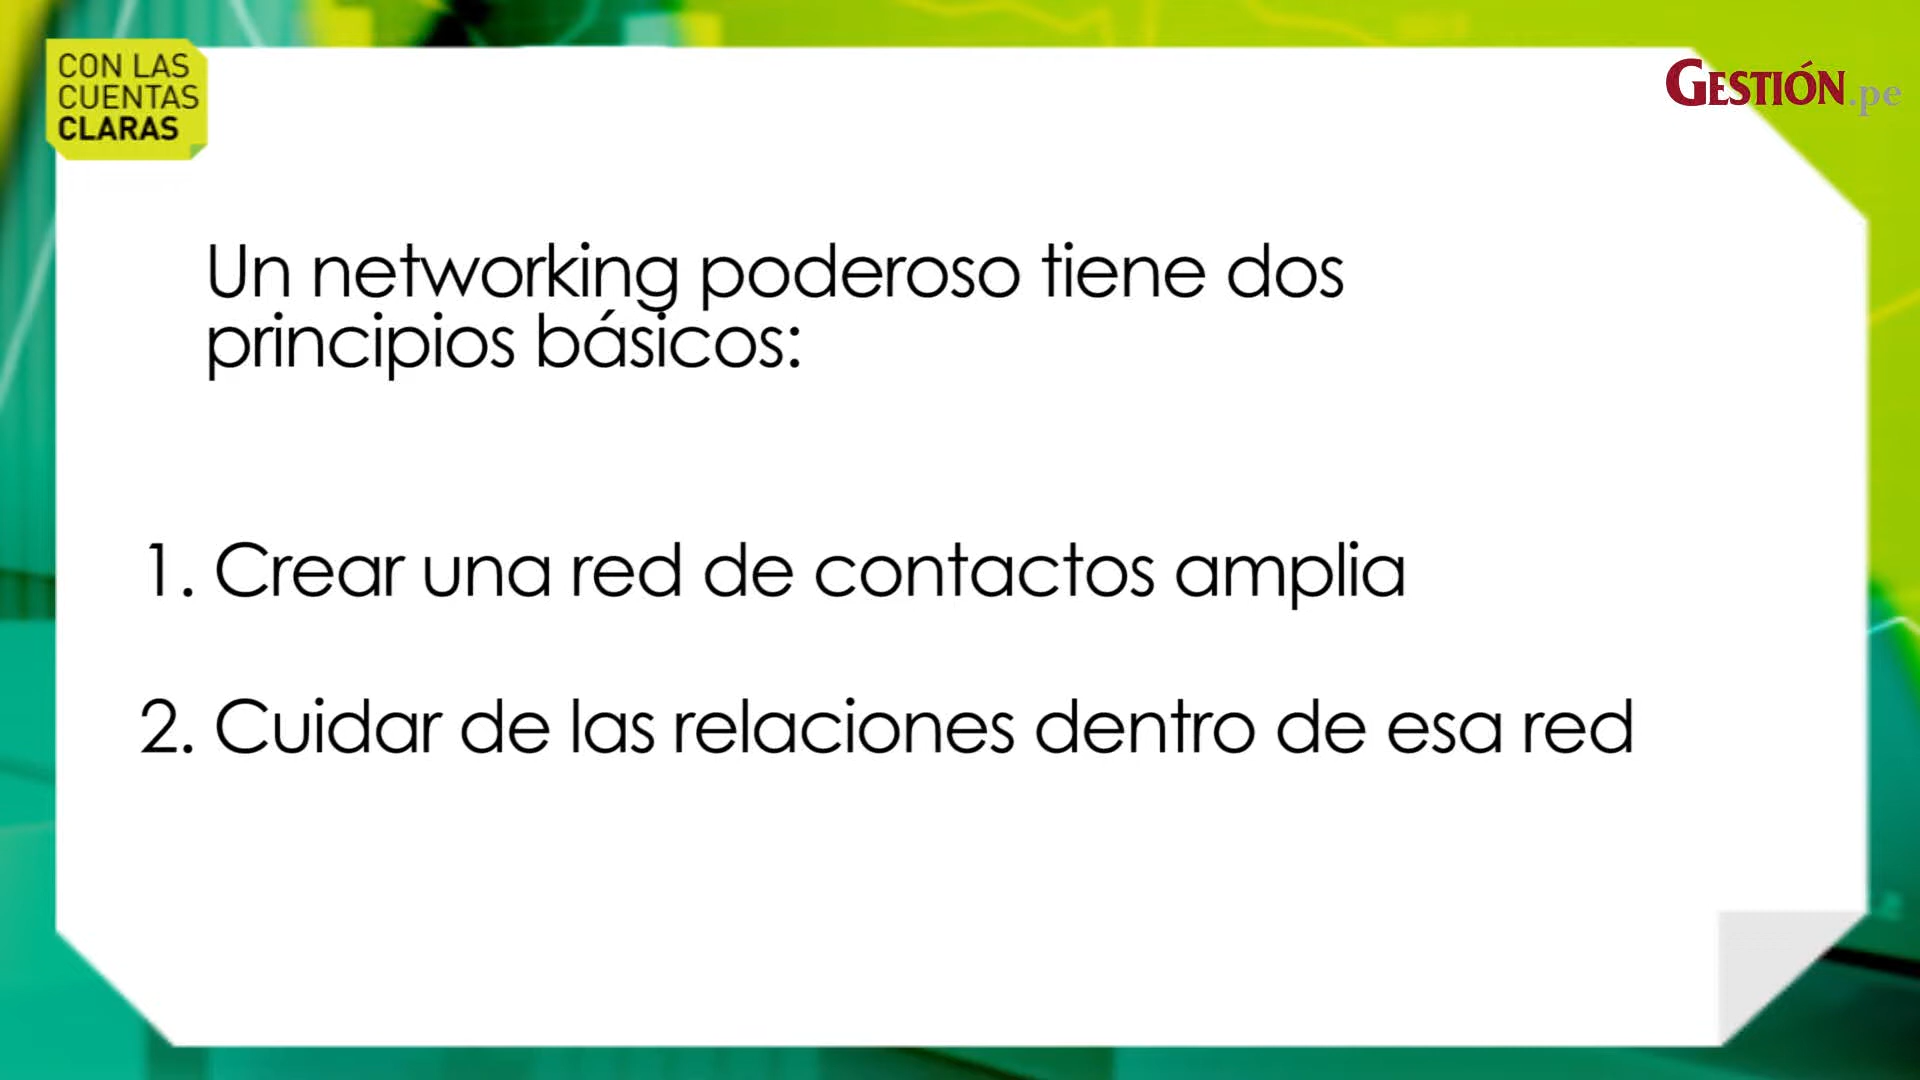 CON LAS
CUENTAS
CLARAS
GESTIÓN.pe
Un networking poderoso tiene dos
principios básicos:
1. Crear una red de contactos amplia
2. Cuidar de las relaciones dentro de esa red